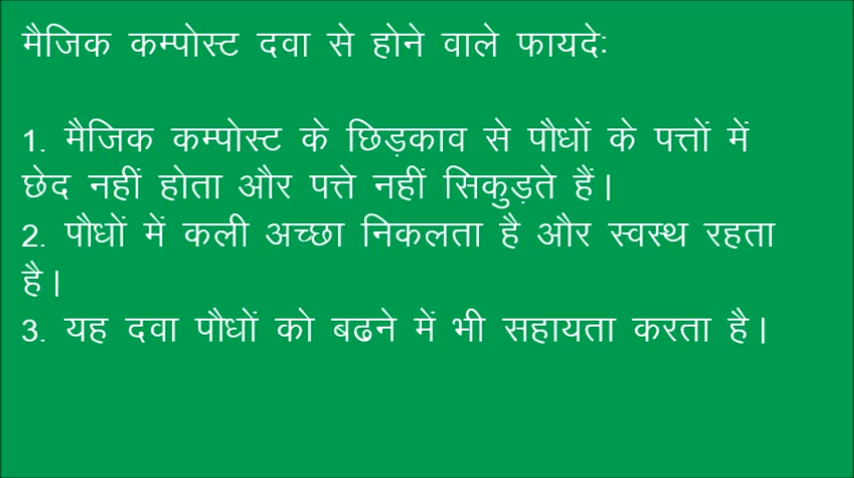 मैजिक कम्पोस्ट दवा से होने वाले फायदेः
1. मैजिक कम्पोस्ट के छिड़काव से पौधों के पत्तों में
छेद नहीं होता और पत्ते नहीं सिकुड़ते हैं।
2. पौधों में कली अच्छा निकलता है और स्वस्थ रहता
है।
3. यह दवा पौधों को बढने में भी सहायता करता है।